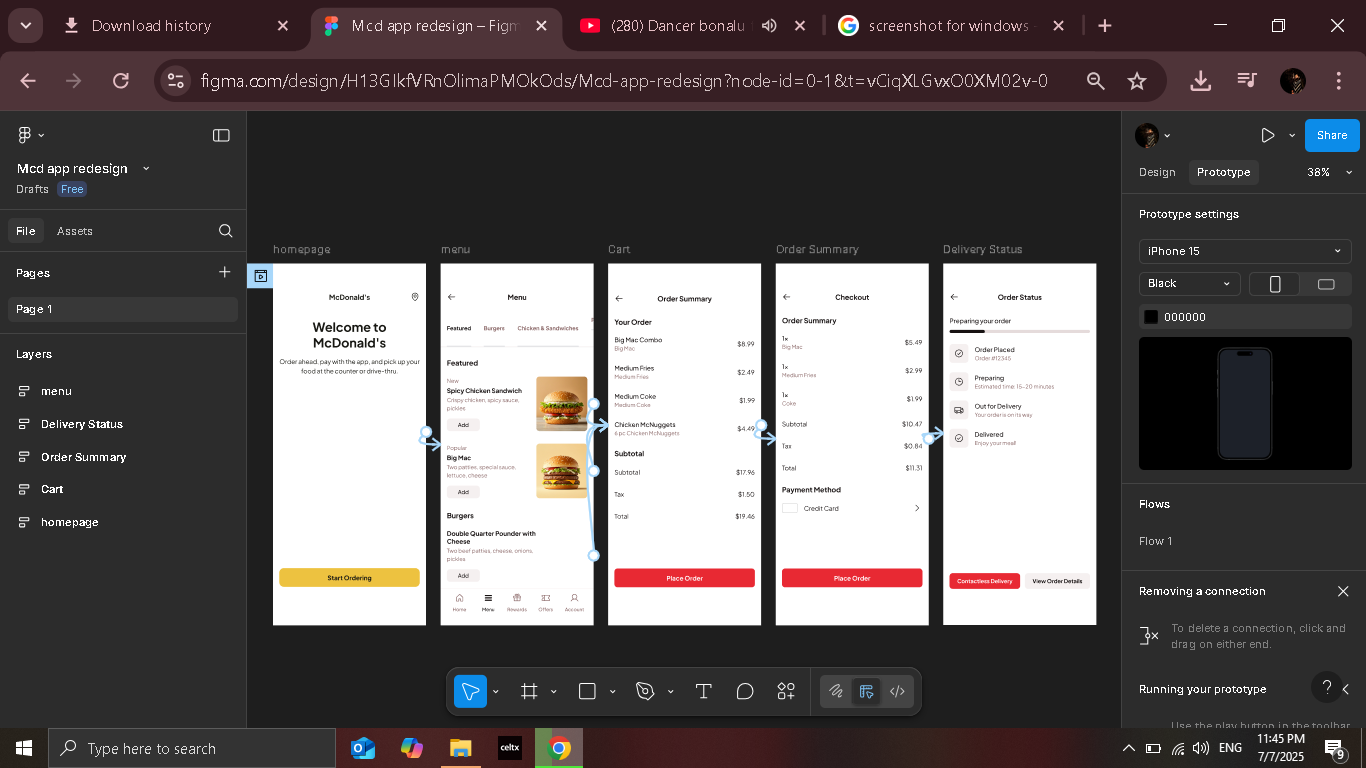 Download history
Mcd app redesign – Figm
(280) Dancer bonalu
screenshot for windows -
figma.com/design/H13GlkfVRnOlimaPMOkOds/Mcd-app-redesign?node-id=0-1&t=vCiqXLGvxO0XM02v-0
Mcd app redesign
Drafts Free
File Assets
Pages
Page 1
Layers
menu
Delivery Status
Order Summary
Cart
homepage
homepage
McDonald's
Welcome to
McDonald's
Order ahead, pay with the app, and pick up your
food at the counter or drive-thru.
Start Ordering
menu
Menu
Featured Burgers Chicken & Sandwiches
Featured
New
Spicy Chicken Sandwich
Crispy chicken, spicy sauce,
pickles
Add
Popular
Big Mac
Two patties, special sauce,
lettuce, cheese
Add
Burgers
Double Quarter Pounder with
Cheese
Two beef patties, cheese, onions,
pickles
Add
Home Menu Rewards Offers Account
Cart
Order Summary
Your Order
Big Mac Combo
Big Mac
$8.99
Medium Fries
Medium Fries
$2.49
Medium Coke
Medium Coke
$1.99
Chicken McNuggets
6 pc Chicken McNuggets
$4.49
Subtotal
Subtotal $17.96
Tax $1.50
Total $19.46
Place Order
Order Summary
Checkout
Order Summary
1x
Big Mac
$5.49
1x
Medium Fries
$2.99
1x
Coke
$1.99
Subtotal $10.47
Tax $0.84
Total $11.31
Payment Method
Credit Card
Place Order
Delivery Status
Order Status
Preparing your order
Order Placed
Order #12345
Preparing
Estimated time: 15-20 minutes
Out for Delivery
Your order is on its way
Delivered
Enjoy your meal!
Contactless Delivery View Order Details
Share
Design Prototype 38%
Prototype settings
iPhone 15
Black
000000
Flows
Flow 1
Removing a connection
To delete a connection, click and
drag on either end.
Running your prototype
Use the play button in the toolbar
Type here to search
celtx
ENG
11:45 PM
7/7/2025
9